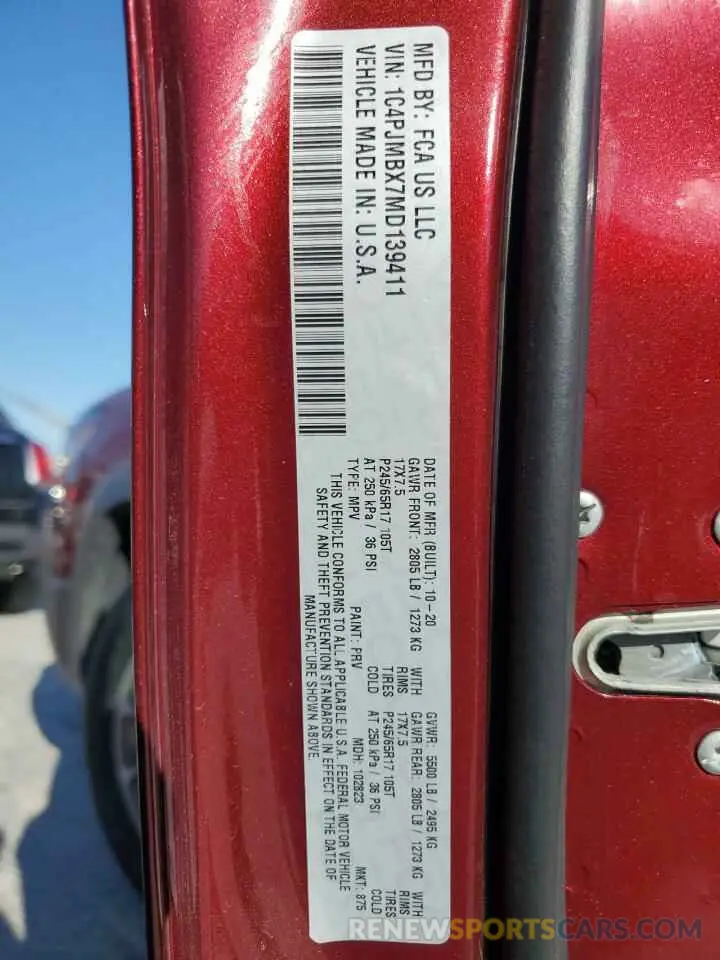 MFD BY: FCA US LLC
VIN: 1C4PJMBX7MD139411
VEHICLE MADE IN: U.S.A.
DATE OF MFR (BUILT): 10-20 GVWR: 5500 LB / 2495 KG
GAWR FRONT: 2805 LB / 1273 KG WITH GAWR REAR: 2805 LB / 1273 KG WITH
17X7.5 RIMS 17X7.5 RIMS
P245/65R17 105T TIRES P245/65R17 105T TIRES
AT 250 kPa / 36 PSI COLD AT 250 kPa / 36 PSI COLD
TYPE: MPV PAINT: PRV MDH: 102823 MKT: 875
THIS VEHICLE CONFORMS TO ALL APPLICABLE U.S.A. FEDERAL MOTOR VEHICLE
SAFETY AND THEFT PREVENTION STANDARDS IN EFFECT ON THE DATE OF
MANUFACTURE SHOWN ABOVE.
RENEWSPORTSCAR.COM